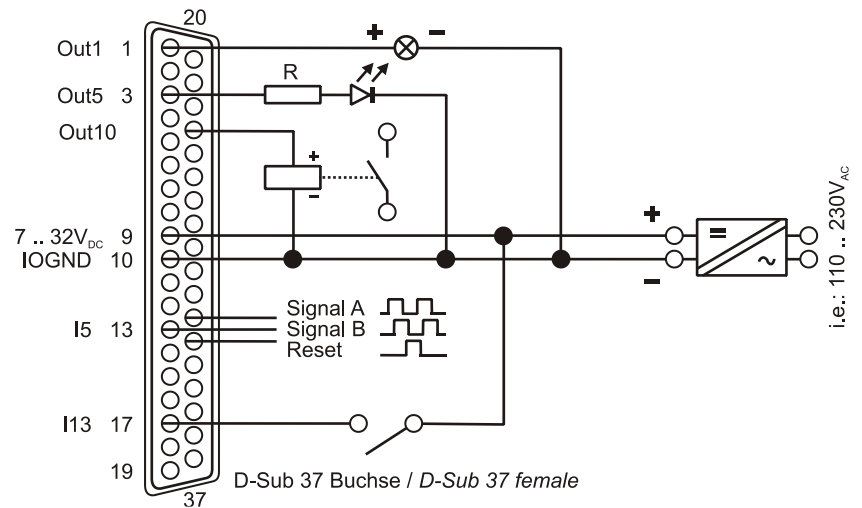 20
Out1 1
+ −
R
Out5 3
Out10
+
−
7 .. 32V_DC 9
IOGND 10
+
−
=
~
i.e.: 110 .. 230V_AC
Signal A
I5 13 Signal B
Reset
I13 17
19
D-Sub 37 Buchse / D-Sub 37 female
37